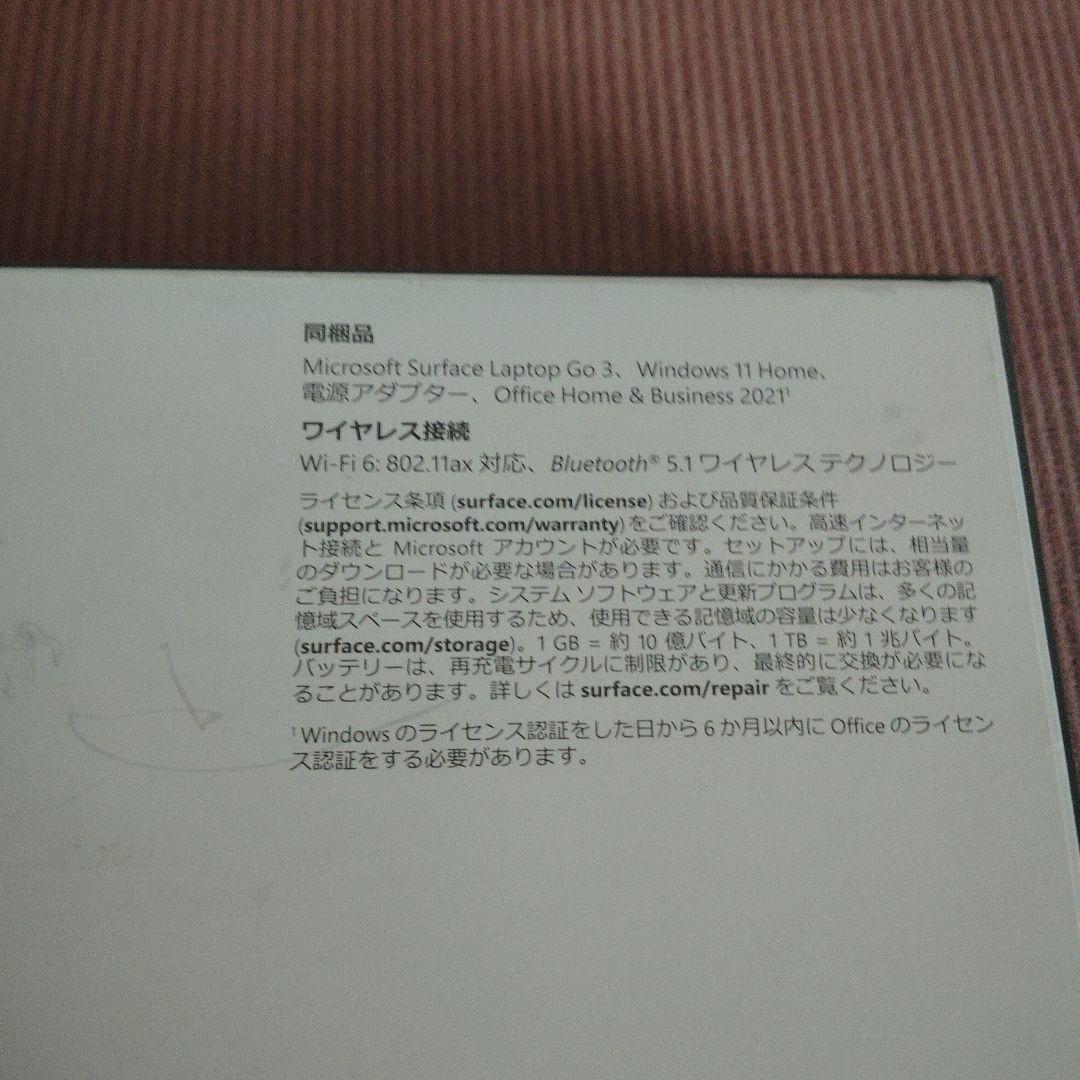 同梱品
Microsoft Surface Laptop Go 3、Windows 11 Home、
電源アダプター、Office Home & Business 2021¹
ワイヤレス接続
Wi-Fi 6: 802.11ax 対応、Bluetooth® 5.1 ワイヤレス テクノロジー
ライセンス条項 (surface.com/license) および品質保証条件
(support.microsoft.com/warranty) をご確認ください。高速インターネッ
ト接続と Microsoft アカウントが必要です。セットアップには、相当量
のダウンロードが必要な場合があります。通信にかかる費用はお客様の
ご負担になります。システム ソフトウェアと更新プログラムは、多くの記
憶域スペースを使用するため、使用できる記憶域の容量は少なくなります
(surface.com/storage)。1 GB = 約 10 億バイト、1 TB = 約 1 兆バイト。
バッテリーは、再充電サイクルに制限があり、最終的に交換が必要にな
ることがあります。詳しくは surface.com/repair をご覧ください。
¹ Windows のライセンス認証をした日から 6 か月以内に Office のライセン
ス認証をする必要があります。